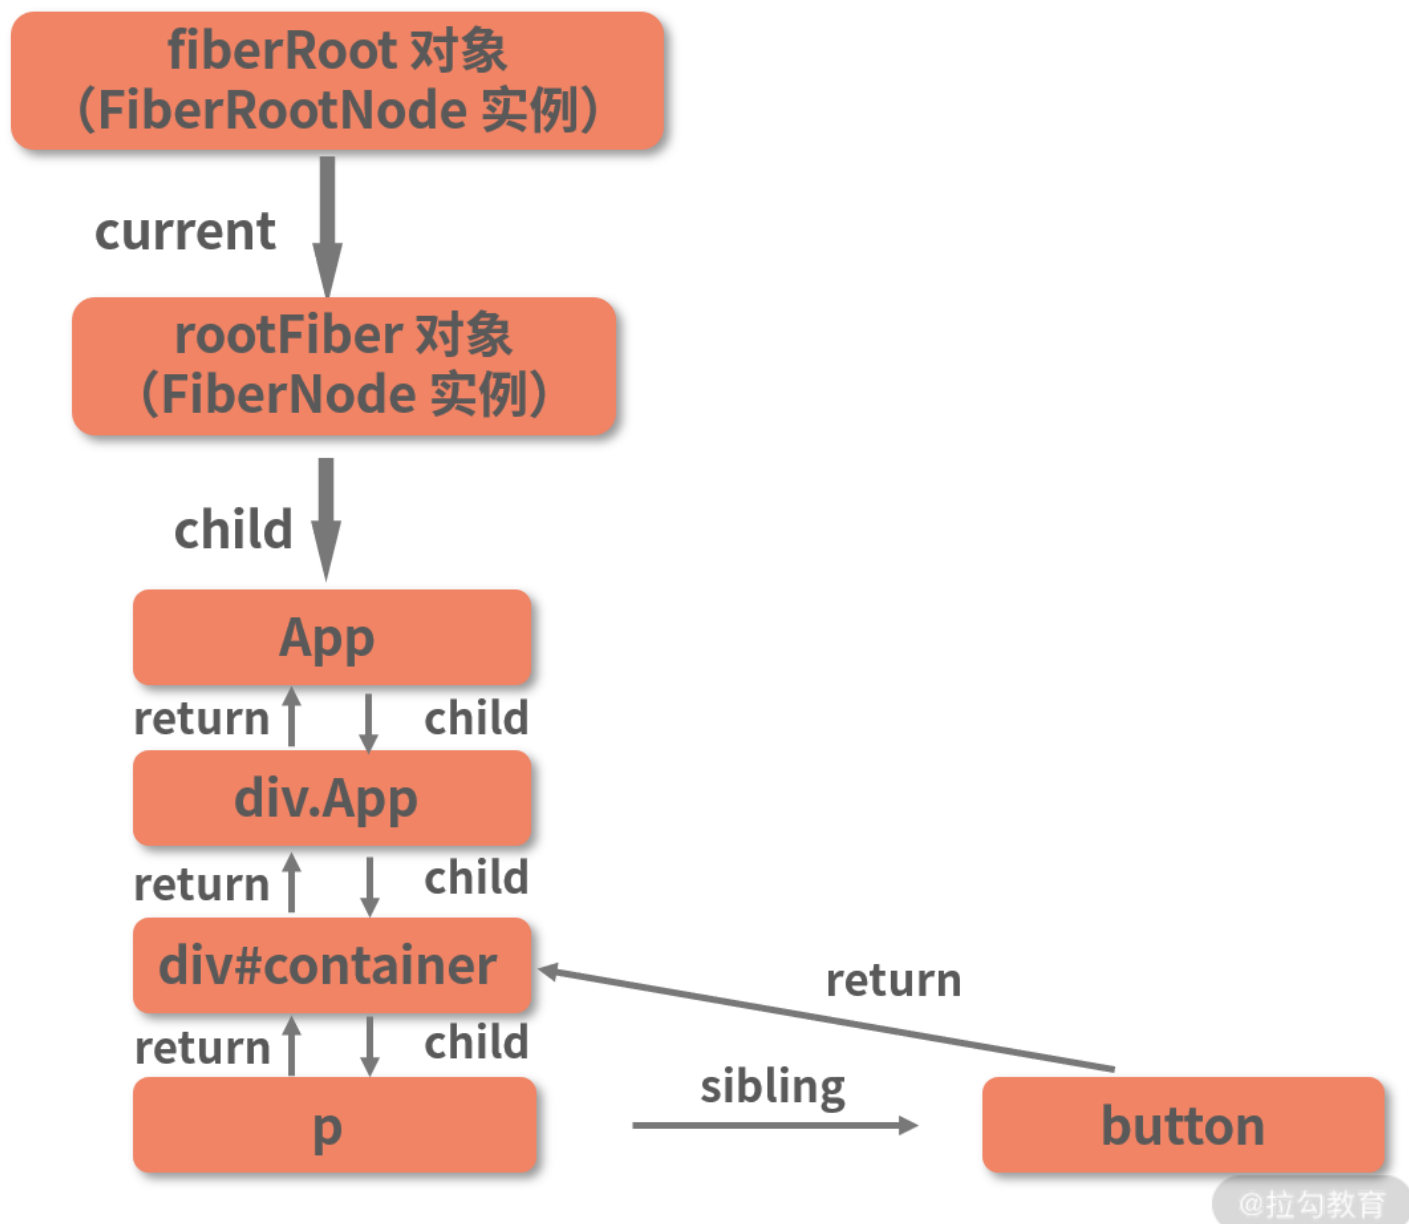 fiberRoot 对象
（FiberRootNode 实例）
current
rootFiber 对象
（FiberNode 实例）
child
App
return
child
div.App
return
child
div#container
return
return
child
sibling
p
button
@拉勾教育